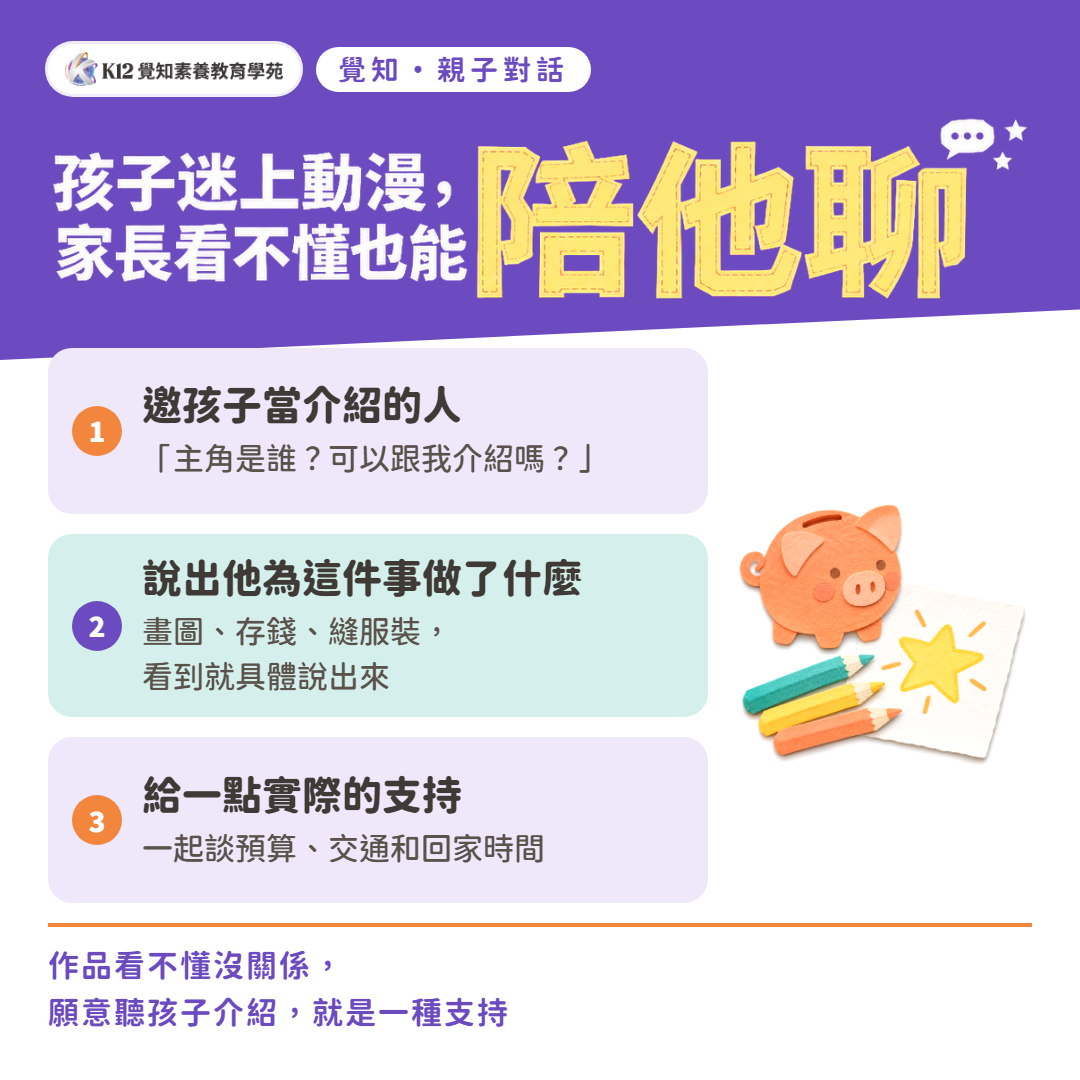 K12 覺知素養教育學苑
覺知・親子對話
孩子迷上動漫，
家長看不懂也能
陪他聊
1
邀孩子當介紹的人
「主角是誰？可以跟我介紹嗎？」
2
說出他為這件事做了什麼
畫圖、存錢、縫服裝，
看到就具體說出來
3
給一點實際的支持
一起談預算、交通和回家時間
作品看不懂沒關係，
願意聽孩子介紹，就是一種支持